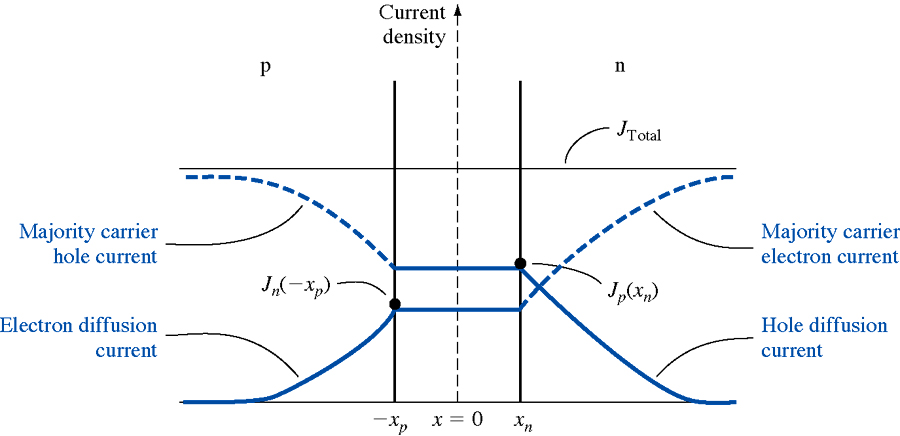 Current
density
p
n
J_Total
Majority carrier
hole current
Majority carrier
electron current
J_n(−x_p)
J_p(x_n)
Electron diffusion
current
Hole diffusion
current
−x_p
x = 0
x_n